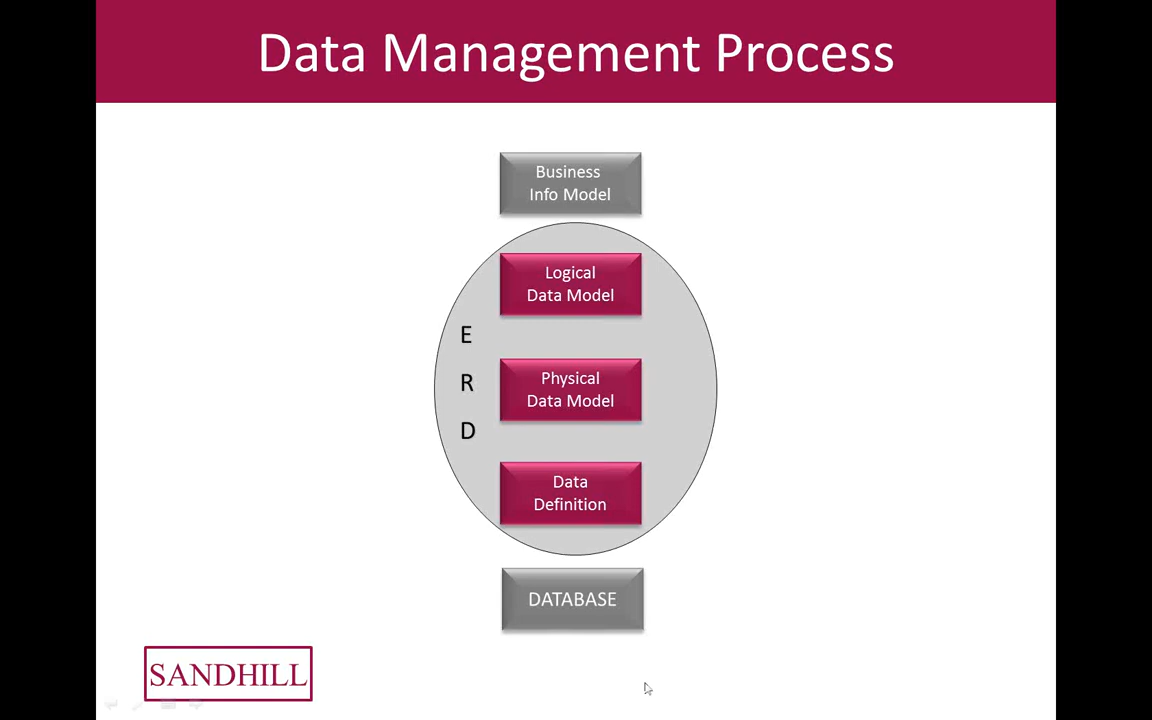 Data Management Process
Business
Info Model
Logical
Data Model
E
R
D
Physical
Data Model
Data
Definition
DATABASE
SANDHILL